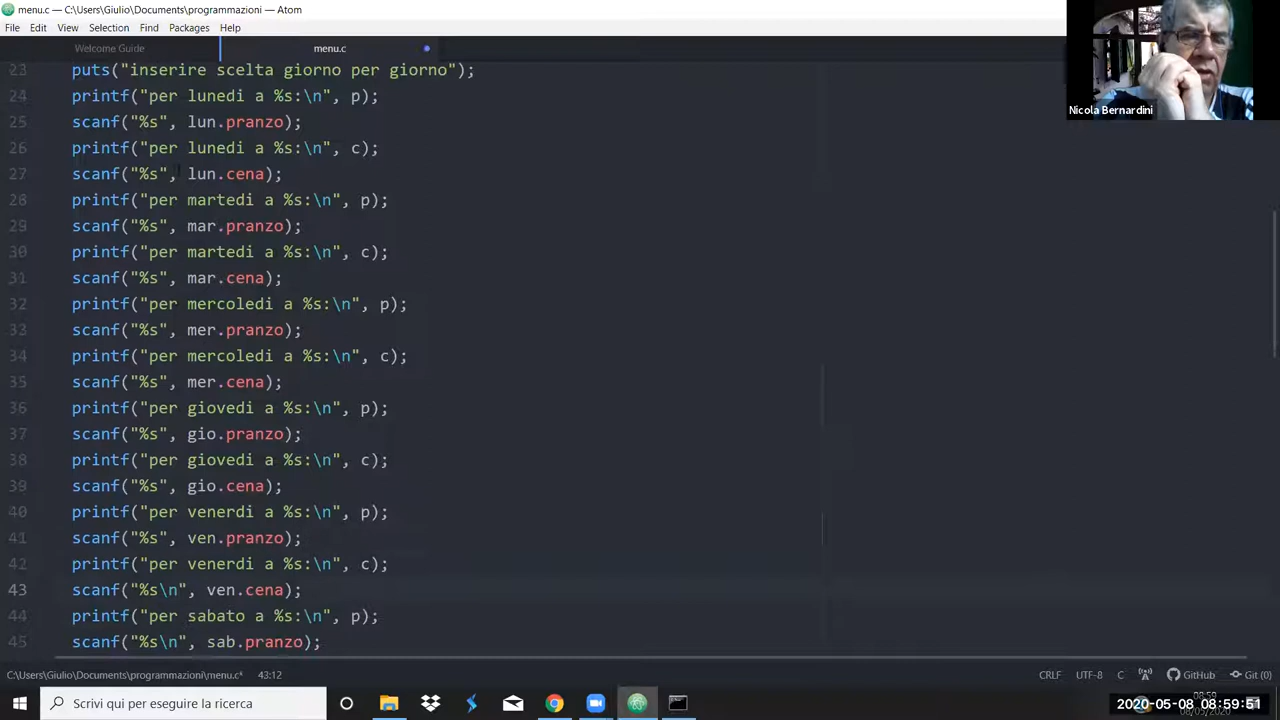 menu.c — C:\Users\Giulio\Documents\programmazioni — Atom
File Edit View Selection Find Packages Help
Welcome Guide menu.c
23 puts("inserire scelta giorno per giorno");
24 printf("per lunedi a %s:\n", p);
25 scanf("%s", lun.pranzo);
26 printf("per lunedi a %s:\n", c);
27 scanf("%s", lun.cena);
28 printf("per martedi a %s:\n", p);
29 scanf("%s", mar.pranzo);
30 printf("per martedi a %s:\n", c);
31 scanf("%s", mar.cena);
32 printf("per mercoledi a %s:\n", p);
33 scanf("%s", mer.pranzo);
34 printf("per mercoledi a %s:\n", c);
35 scanf("%s", mer.cena);
36 printf("per giovedi a %s:\n", p);
37 scanf("%s", gio.pranzo);
38 printf("per giovedi a %s:\n", c);
39 scanf("%s", gio.cena);
40 printf("per venerdi a %s:\n", p);
41 scanf("%s", ven.pranzo);
42 printf("per venerdi a %s:\n", c);
43 scanf("%s\n", ven.cena);
44 printf("per sabato a %s:\n", p);
45 scanf("%s\n", sab.pranzo);
Nicola Bernardini
C:\Users\Giulio\Documents\programmazioni\menu.c* 43:12 CRLF UTF-8 C GitHub Git (0)
Scrivi qui per eseguire la ricerca
08:59
2020-05-08 08:59:51